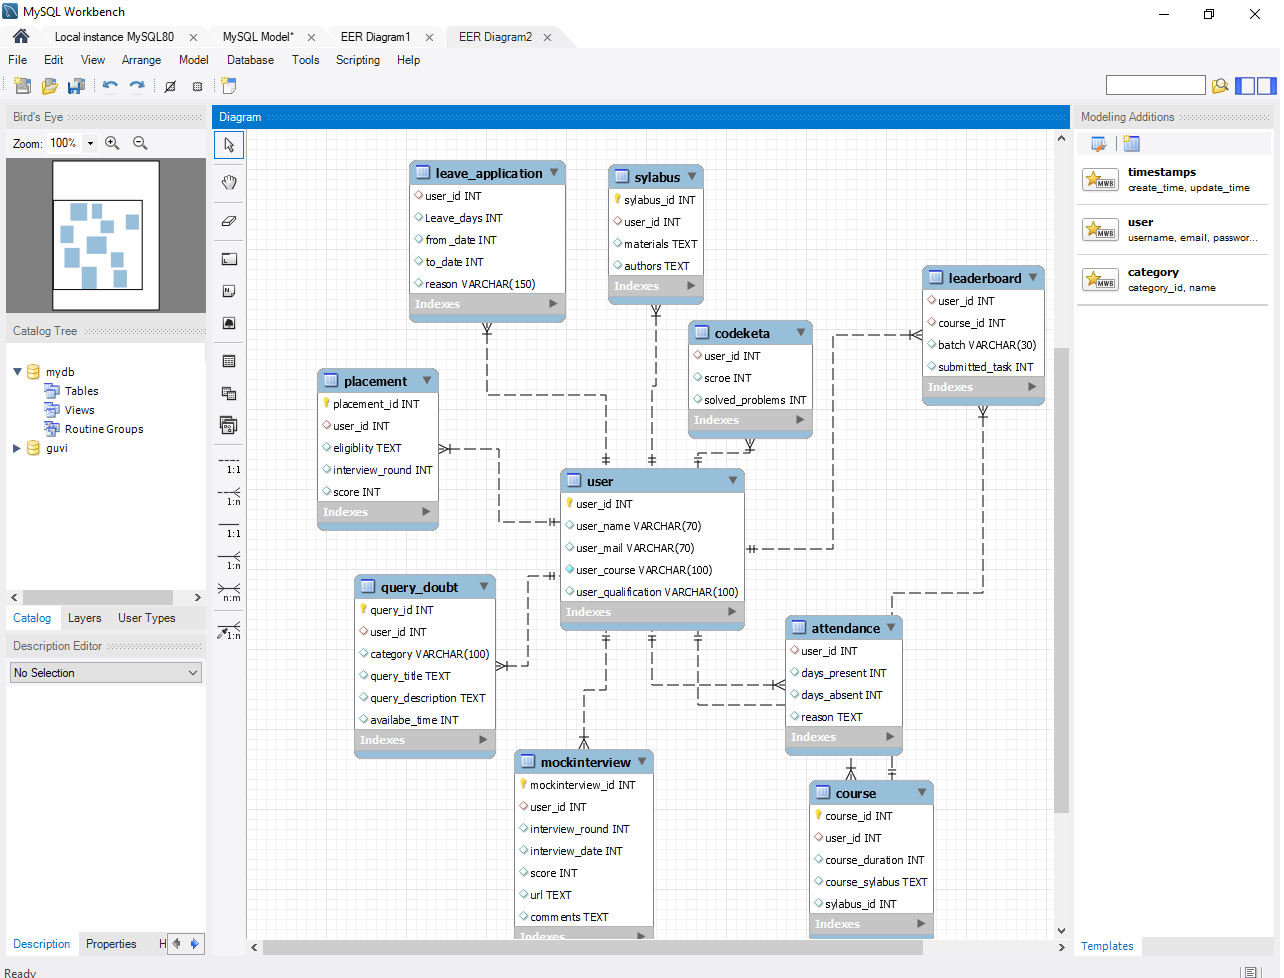 MySQL Workbench
Local instance MySQL80
MySQL Model*
EER Diagram1
EER Diagram2
File Edit View Arrange Model Database Tools Scripting Help
Bird's Eye
Zoom: 100%
Catalog Tree
mydb
Tables
Views
Routine Groups
guvi
Catalog Layers User Types
Description Editor
No Selection
Description Properties H
Ready
Diagram
1:1
1:n
1:1
1:n
n:m
1:n
leave_application
user_id INT
Leave_days INT
from _date INT
to_date INT
reason VARCHAR(150)
Indexes
sylabus
sylabus_id INT
user_id INT
materials TEXT
authors TEXT
Indexes
leaderboard
user_id INT
course_id INT
batch VARCHAR(30)
submitted_task INT
Indexes
codeketa
user_id INT
scroe INT
solved_problems INT
Indexes
placement
placement_id INT
user_id INT
eligiblity TEXT
interview_round INT
score INT
Indexes
user
user_id INT
user_name VARCHAR(70)
user_mail VARCHAR(70)
user_course VARCHAR(100)
user_qualification VARCHAR(100)
Indexes
query_doubt
query_id INT
user_id INT
category VARCHAR(100)
query_title TEXT
query_description TEXT
availabe_time INT
Indexes
attendance
user_id INT
days_present INT
days_absent INT
reason TEXT
Indexes
mockinterview
mockinterview_id INT
user_id INT
interview_round INT
interview_date INT
score INT
url TEXT
comments TEXT
Indexes
course
course_id INT
user_id INT
course_duration INT
course_sylabus TEXT
sylabus_id INT
Indexes
Modeling Additions
MWB
timestamps
create_time, update_time
MWB
user
username, email, passwor...
MWB
category
category_id, name
Templates